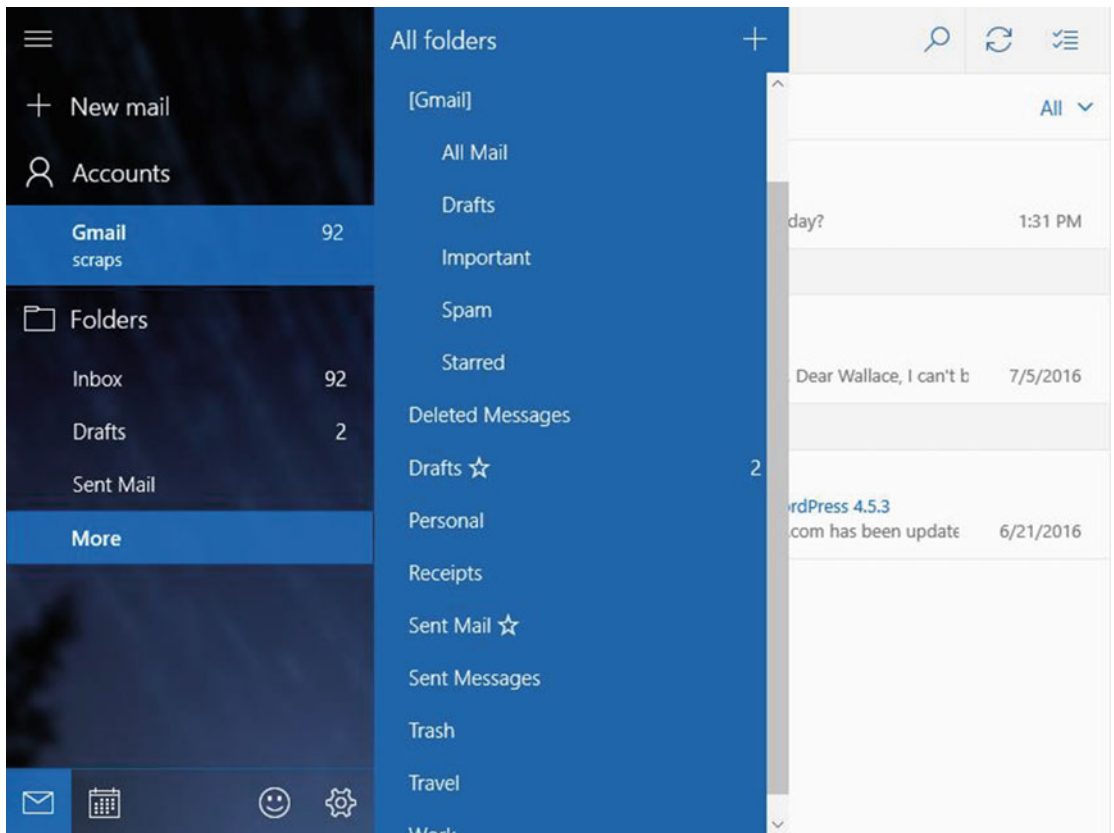 New mail
Accounts
Gmail 92
scraps
Folders
Inbox 92
Drafts 2
Sent Mail
More
All folders
[Gmail]
All Mail
Drafts
Important
Spam
Starred
Deleted Messages
Drafts 2
Personal
Receipts
Sent Mail
Sent Messages
Trash
Travel
Work
All
day? 1:31 PM
. Dear Wallace, I can't b 7/5/2016
rdPress 4.5.3
.com has been update 6/21/2016